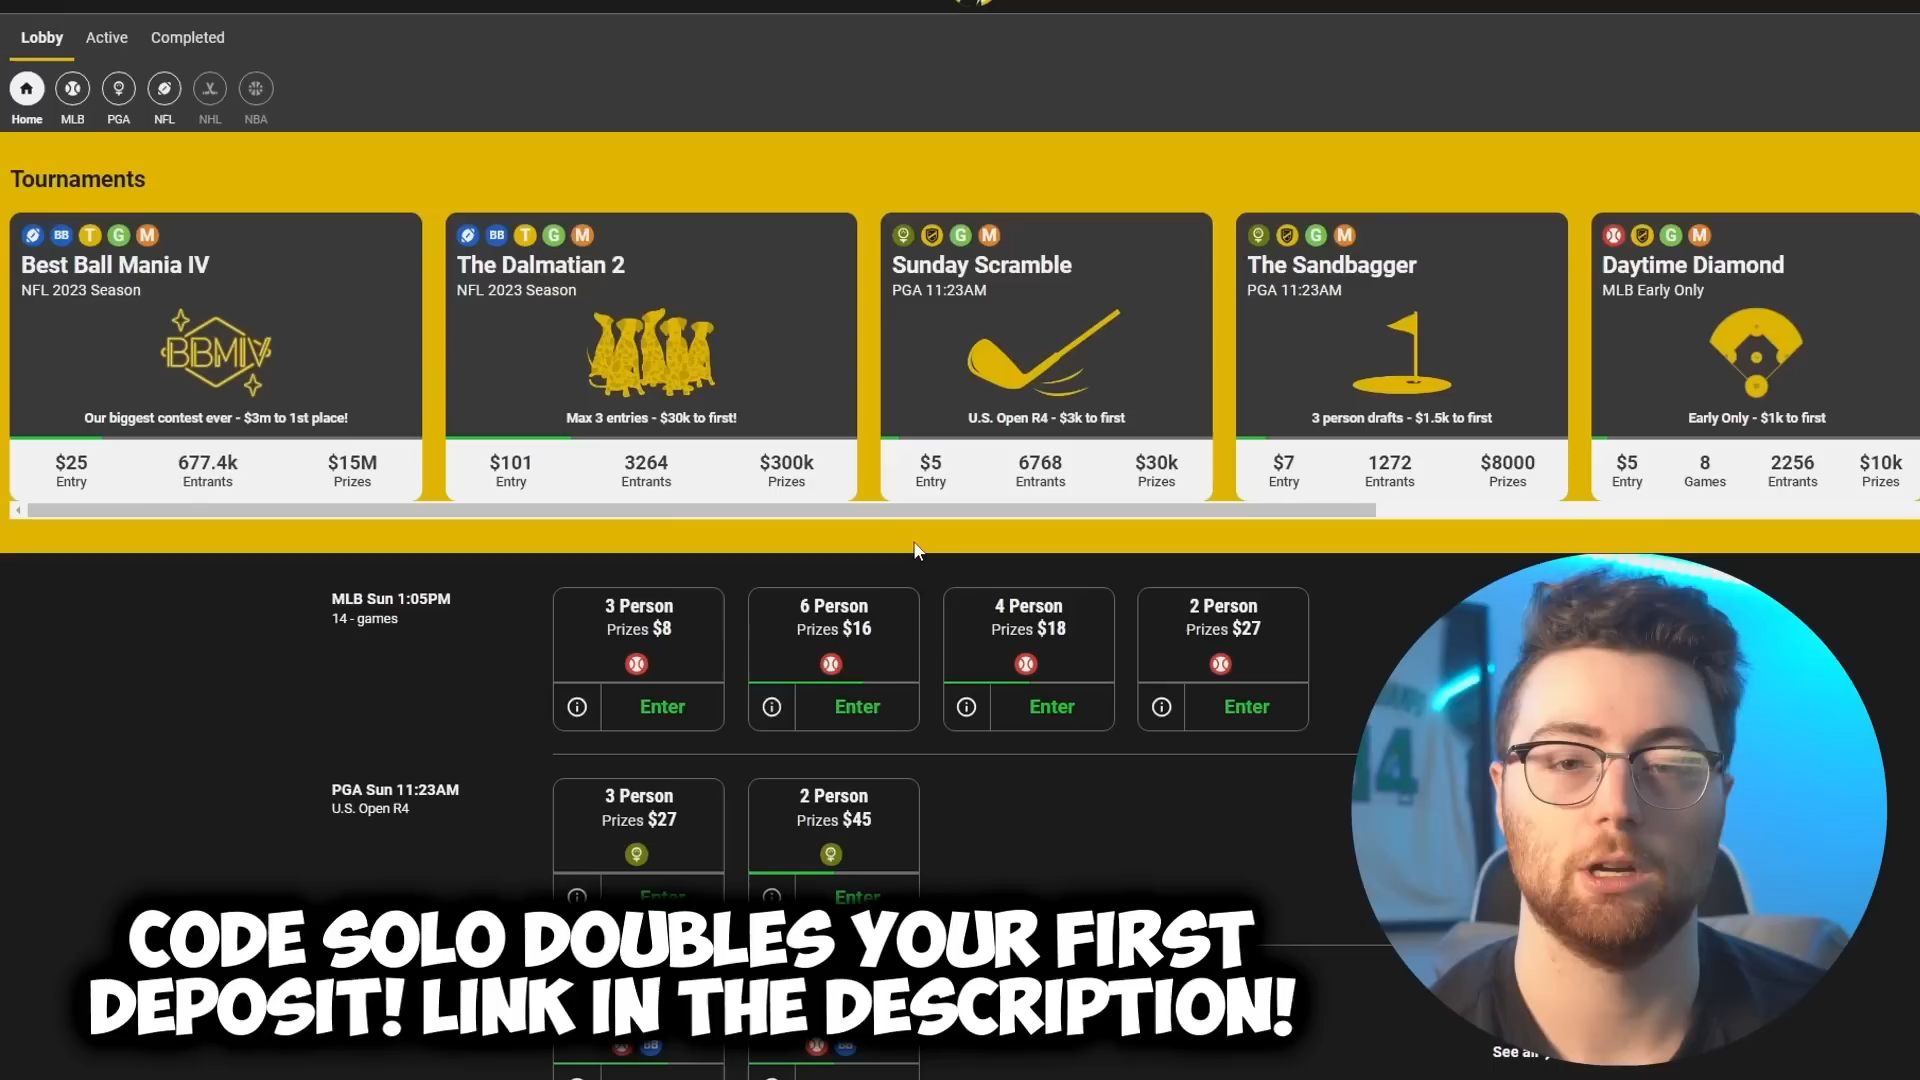 Lobby Active Completed
Home MLB PGA NFL NHL NBA
Tournaments
BB T G M
Best Ball Mania IV
NFL 2023 Season
BBMIV
Our biggest contest ever - $3m to 1st place!
$25 677.4k $15M
Entry Entrants Prizes
BB T G M
The Dalmatian 2
NFL 2023 Season
Max 3 entries - $30k to first!
$101 3264 $300k
Entry Entrants Prizes
G M
Sunday Scramble
PGA 11:23AM
U.S. Open R4 - $3k to first
$5 6768 $30k
Entry Entrants Prizes
G M
The Sandbagger
PGA 11:23AM
3 person drafts - $1.5k to first
$7 1272 $8000
Entry Entrants Prizes
G M
Daytime Diamond
MLB Early Only
Early Only - $1k to first
$5 8 2256 $10k
Entry Games Entrants Prizes
MLB Sun 1:05PM
14 - games
3 Person
Prizes $8
Enter
6 Person
Prizes $16
Enter
4 Person
Prizes $18
Enter
2 Person
Prizes $27
Enter
PGA Sun 11:23AM
U.S. Open R4
3 Person
Prizes $27
Enter
2 Person
Prizes $45
Enter
44
CODE SOLO DOUBLES YOUR FIRST
DEPOSIT! LINK IN THE DESCRIPTION!
BB BB
See all